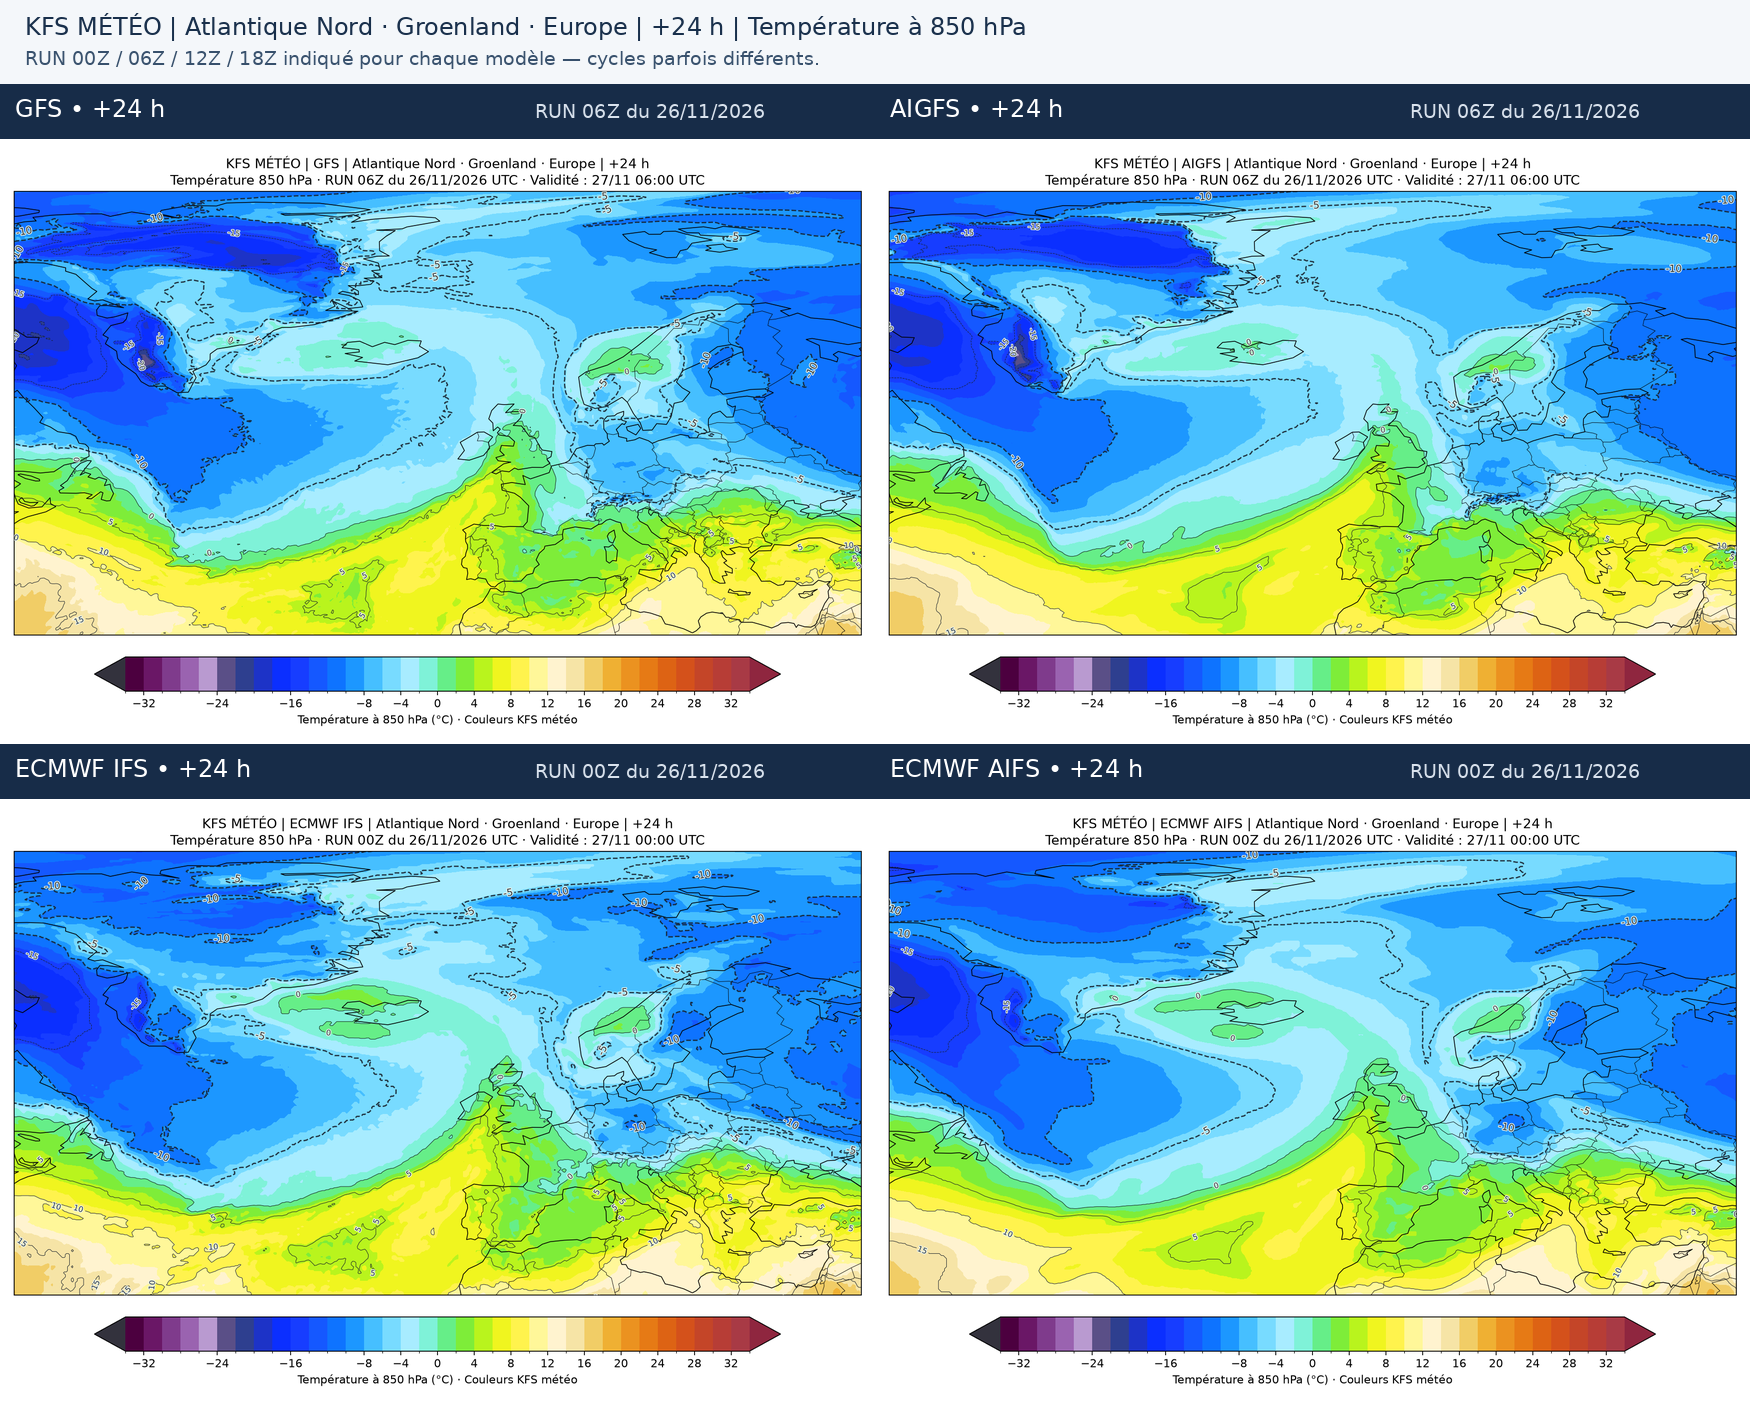 KFS MÉTÉO | Atlantique Nord · Groenland · Europe | +24 h | Température à 850 hPa
RUN 00Z / 06Z / 12Z / 18Z indiqué pour chaque modèle — cycles parfois différents.
GFS • +24 h
RUN 06Z du 26/11/2026
AIGFS • +24 h
RUN 06Z du 26/11/2026
KFS MÉTÉO | GFS | Atlantique Nord · Groenland · Europe | +24 h
Température 850 hPa · RUN 06Z du 26/11/2026 UTC · Validité : 27/11 06:00 UTC
KFS MÉTÉO | AIGFS | Atlantique Nord · Groenland · Europe | +24 h
Température 850 hPa · RUN 06Z du 26/11/2026 UTC · Validité : 27/11 06:00 UTC
−32 −24 −16 −8 −4 0 4 8 12 16 20 24 28 32
Température à 850 hPa (°C) · Couleurs KFS météo
−32 −24 −16 −8 −4 0 4 8 12 16 20 24 28 32
Température à 850 hPa (°C) · Couleurs KFS météo
ECMWF IFS • +24 h
RUN 00Z du 26/11/2026
ECMWF AIFS • +24 h
RUN 00Z du 26/11/2026
KFS MÉTÉO | ECMWF IFS | Atlantique Nord · Groenland · Europe | +24 h
Température 850 hPa · RUN 00Z du 26/11/2026 UTC · Validité : 27/11 00:00 UTC
KFS MÉTÉO | ECMWF AIFS | Atlantique Nord · Groenland · Europe | +24 h
Température 850 hPa · RUN 00Z du 26/11/2026 UTC · Validité : 27/11 00:00 UTC
−32 −24 −16 −8 −4 0 4 8 12 16 20 24 28 32
Température à 850 hPa (°C) · Couleurs KFS météo
−32 −24 −16 −8 −4 0 4 8 12 16 20 24 28 32
Température à 850 hPa (°C) · Couleurs KFS météo